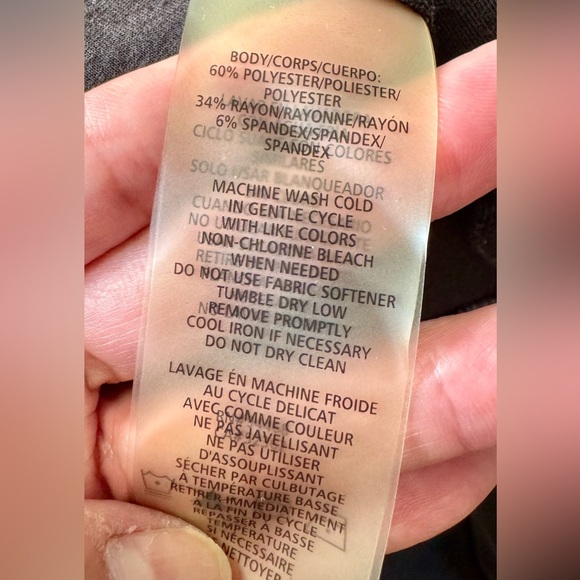 BODY/CORPS/CUERPO:
60% POLYESTER/POLIESTER/
POLYESTER
34% RAYON/RAYONNE/RAYÓN
6% SPANDEX/SPANDEX/
SPANDEX
MACHINE WASH COLD
IN GENTLE CYCLE
WITH LIKE COLORS
NON-CHLORINE BLEACH
WHEN NEEDED
DO NOT USE FABRIC SOFTENER
TUMBLE DRY LOW
REMOVE PROMPTLY
COOL IRON IF NECESSARY
DO NOT DRY CLEAN
LAVAGE ÉN MACHINE FROIDE
AU CYCLE DELICAT
AVEC COMME COULEUR
NE PAS JAVELLISANT
NE PAS UTILISER
D'ASSOUPLISSANT
SÉCHER PAR CULBUTAGE
À TEMPÉRATURE BASSE
RETIRER IMMÉDIATEMENT
À LA FIN DU CYCLE
REPASSER À BASSE
TEMPÉRATURE
SI NÉCESSAIRE
NETTOYER